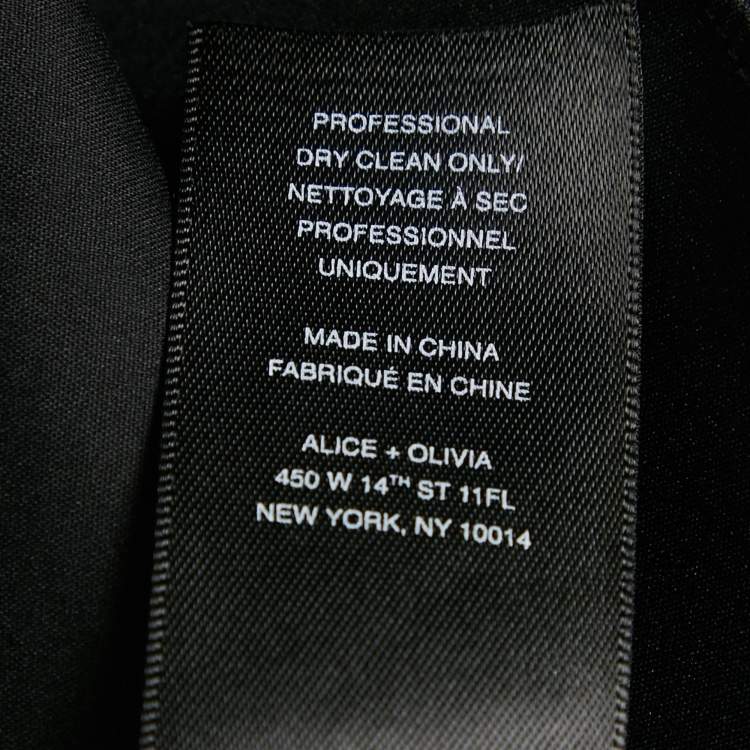 PROFESSIONAL
DRY CLEAN ONLY/
NETTOYAGE À SEC
PROFESSIONNEL
UNIQUEMENT
MADE IN CHINA
FABRIQUÉ EN CHINE
ALICE + OLIVIA
450 W 14TH ST 11FL
NEW YORK, NY 10014